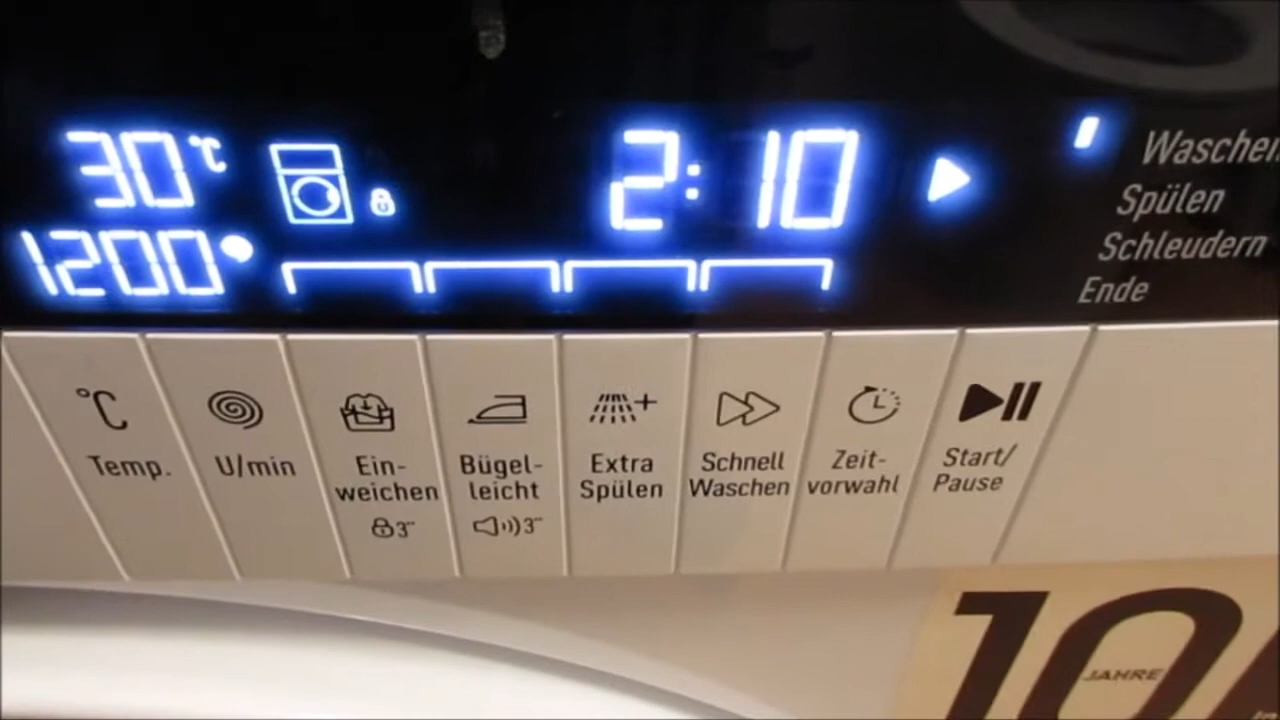 30°C
2:10
1200
Waschen
Spülen
Schleudern
Ende
°C
Temp.
U/min
Ein-
weichen
3"
Bügel-
leicht
3"
Extra
Spülen
Schnell
Waschen
Zeit-
vorwahl
Start/
Pause
10
JAHRE